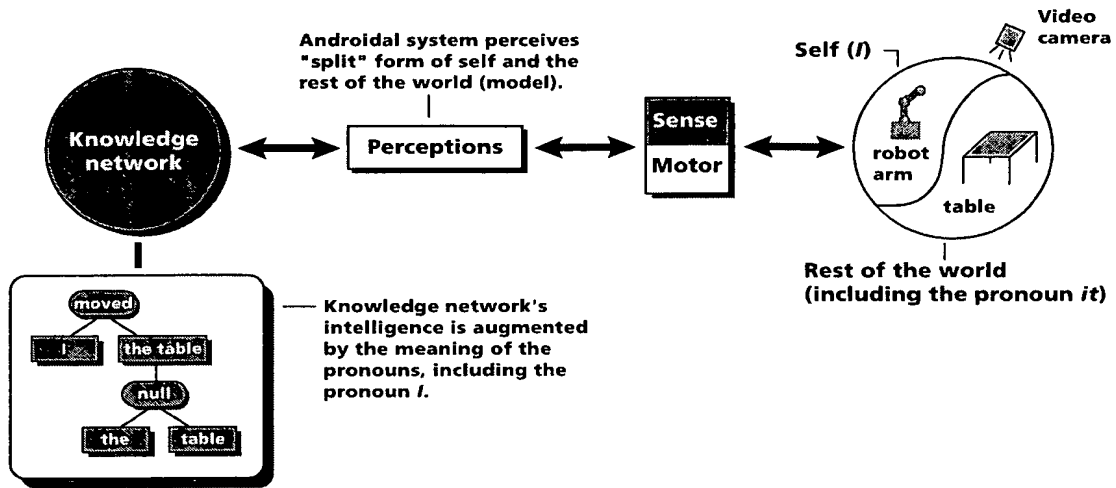 Androidal system perceives
"split" form of self and the
rest of the world (model).
Knowledge
network
Perceptions
Sense
Motor
Self (I)
Video
camera
robot
arm
table
Rest of the world
(including the pronoun it)
moved
I
the table
null
the
table
Knowledge network's
intelligence is augmented
by the meaning of the
pronouns, including the
pronoun I.